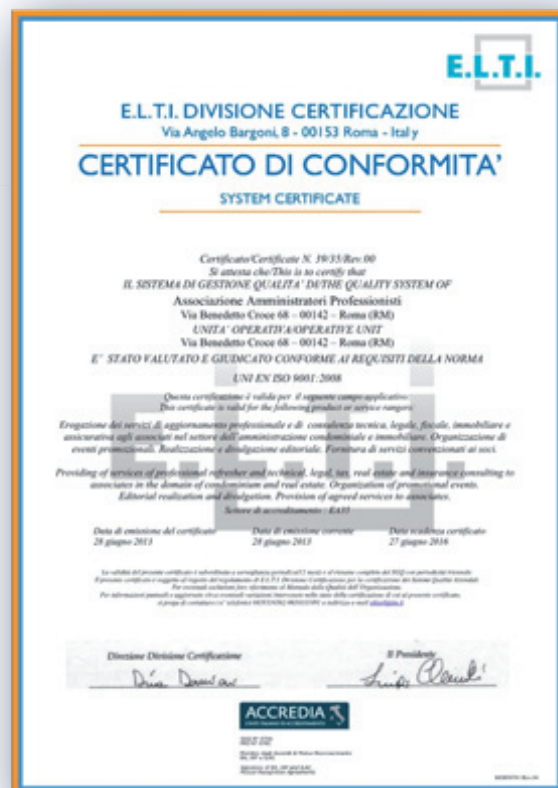 E.L.T.I.
E.L.T.I. DIVISIONE CERTIFICAZIONE
Via Angelo Bargoni, 8 - 00153 Roma - Italy
CERTIFICATO DI CONFORMITA'
SYSTEM CERTIFICATE
Certificato/Certificate N. 39/35/Rev.00
Si attesta che/This is to certify that
IL SISTEMA DI GESTIONE QUALITA' DI/THE QUALITY SYSTEM OF
Associazione Amministratori Professionisti
Via Benedetto Croce 68 – 00142 – Roma (RM)
UNITA' OPERATIVA/OPERATIVE UNIT
Via Benedetto Croce 68 – 00142 – Roma (RM)
E' STATO VALUTATO E GIUDICATO CONFORME AI REQUISITI DELLA NORMA
UNI EN ISO 9001:2008
Questa certificazione è valida per il seguente campo applicativo:
This certificate is valid for the following product or service ranges:
Erogazione dei servizi di aggiornamento professionale e di consulenza tecnica, legale, fiscale, immobiliare e
assicurativa agli associati nel settore dell'amministrazione condominiale e immobiliare. Organizzazione di
eventi promozionali. Realizzazione e divulgazione editoriale. Fornitura di servizi convenzionati ai soci.
Providing of services of professional refresher and technical, legal, tax, real estate and insurance consulting to
associates in the domain of condominium and real estate. Organization of promotional events.
Editorial realization and divulgation. Provision of agreed services to associates.
Settore di accreditamento : EA35
Data di emissione del certificato Data di emissione corrente Data scadenza certificato
28 giugno 2013 28 giugno 2013 27 giugno 2016
Direzione Divisione Certificazione Il Presidente
ACCREDIA